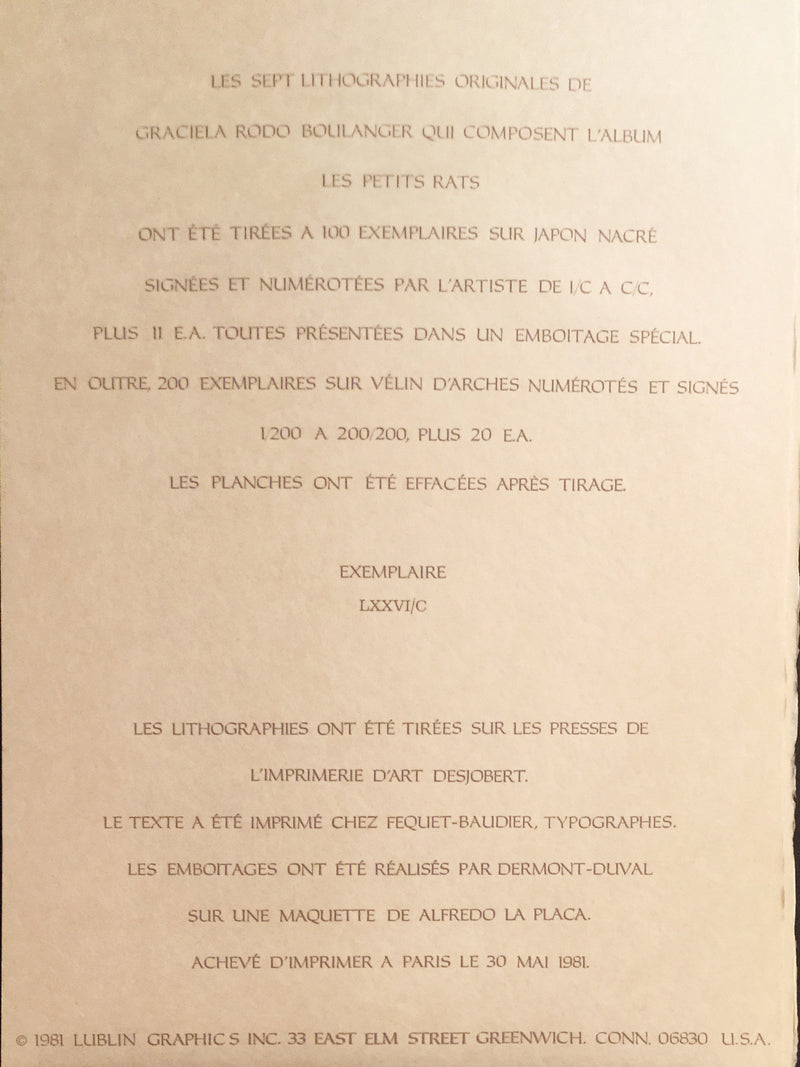 LES SEPT LITHOGRAPHIES ORIGINALES DE
GRACIELA RODO BOULANGER QUI COMPOSENT L'ALBUM
LES PETITS RATS
ONT ÉTÉ TIRÉES A 100 EXEMPLAIRES SUR JAPON NACRÉ
SIGNÉES ET NUMÉROTÉES PAR L'ARTISTE DE I/C A C/C,
PLUS 11 E.A. TOUTES PRÉSENTÉES DANS UN EMBOITAGE SPÉCIAL.
EN OUTRE, 200 EXEMPLAIRES SUR VÉLIN D'ARCHES NUMÉROTÉS ET SIGNÉS
1/200 A 200/200, PLUS 20 E.A.
LES PLANCHES ONT ÉTÉ EFFACÉES APRÈS TIRAGE.
EXEMPLAIRE
LXXVI/C
LES LITHOGRAPHIES ONT ÉTÉ TIRÉES SUR LES PRESSES DE
L'IMPRIMERIE D'ART DESJOBERT.
LE TEXTE A ÉTÉ IMPRIMÉ CHEZ FEQUET-BAUDIER, TYPOGRAPHES.
LES EMBOITAGES ONT ÉTÉ RÉALISÉS PAR DERMONT-DUVAL
SUR UNE MAQUETTE DE ALFREDO LA PLACA.
ACHEVÉ D'IMPRIMER A PARIS LE 30 MAI 1981.
© 1981 LUBLIN GRAPHICS INC. 33 EAST ELM STREET GREENWICH. CONN. 06830 U.S.A.